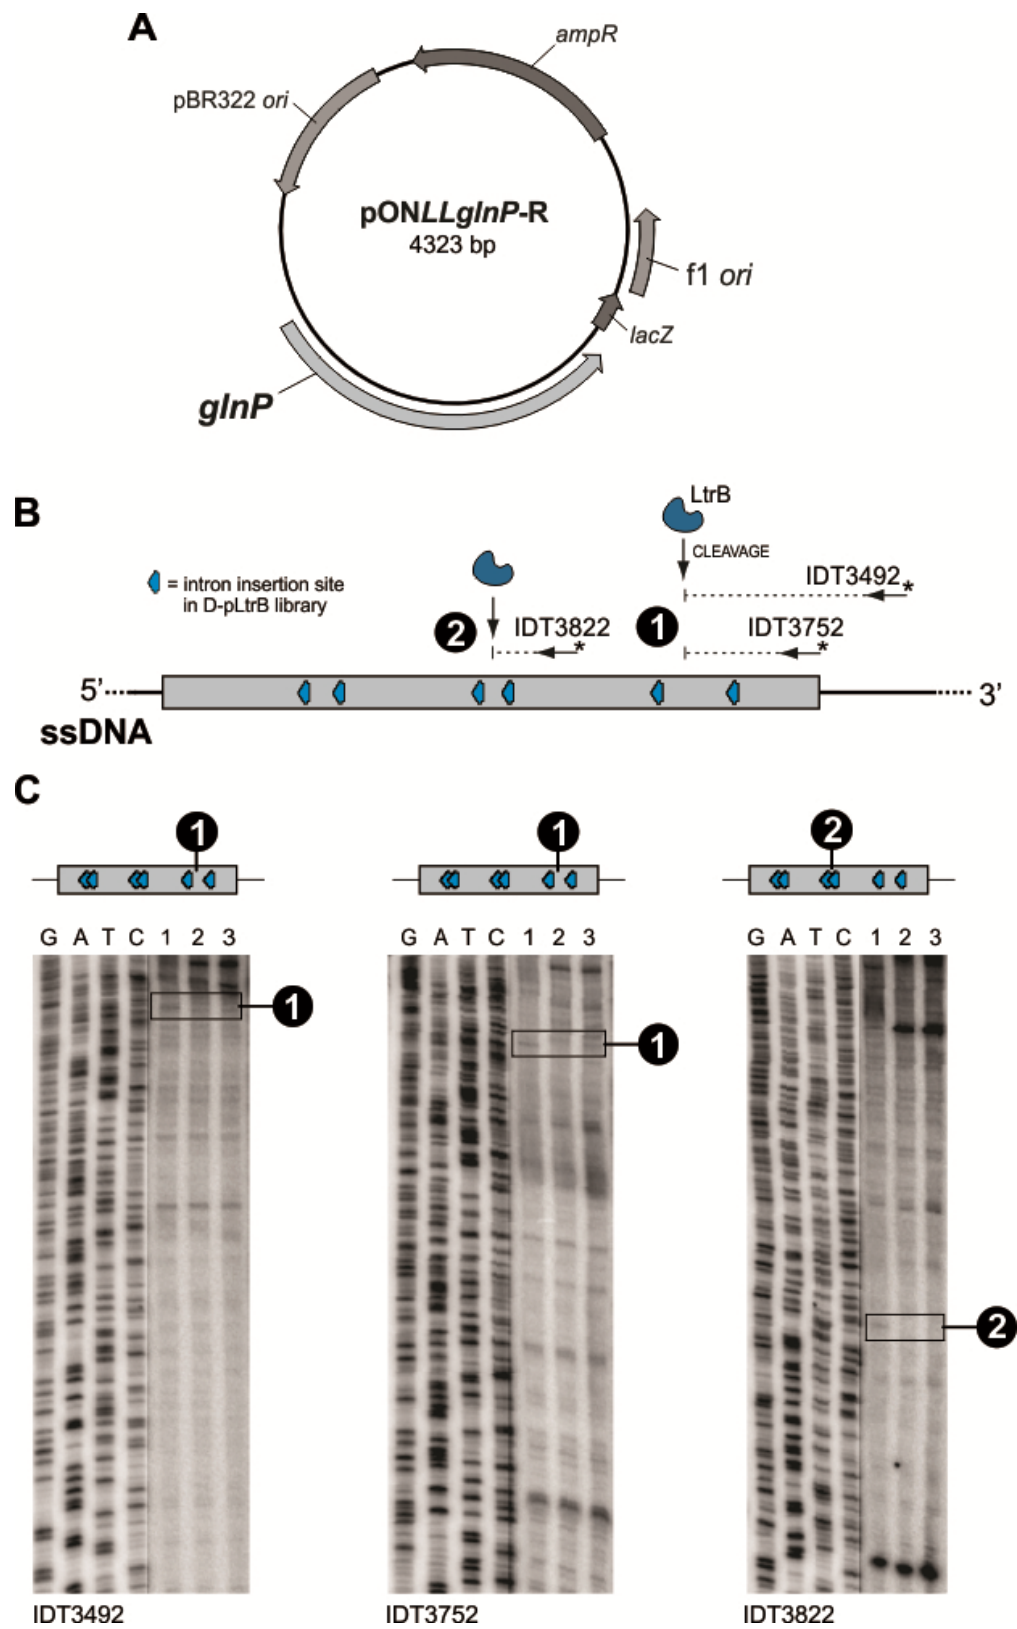 A
ampR
pBR322 ori
pONLLglnP-R
4323 bp
f1 ori
lacZ
glnP
B
LtrB
CLEAVAGE
= intron insertion site
in D-pLtrB library
IDT3492
*
2
IDT3822
*
1
IDT3752
*
5’
3’
ssDNA
C
1
1
2
G A T C 1 2 3
G A T C 1 2 3
G A T C 1 2 3
1
1
2
IDT3492
IDT3752
IDT3822